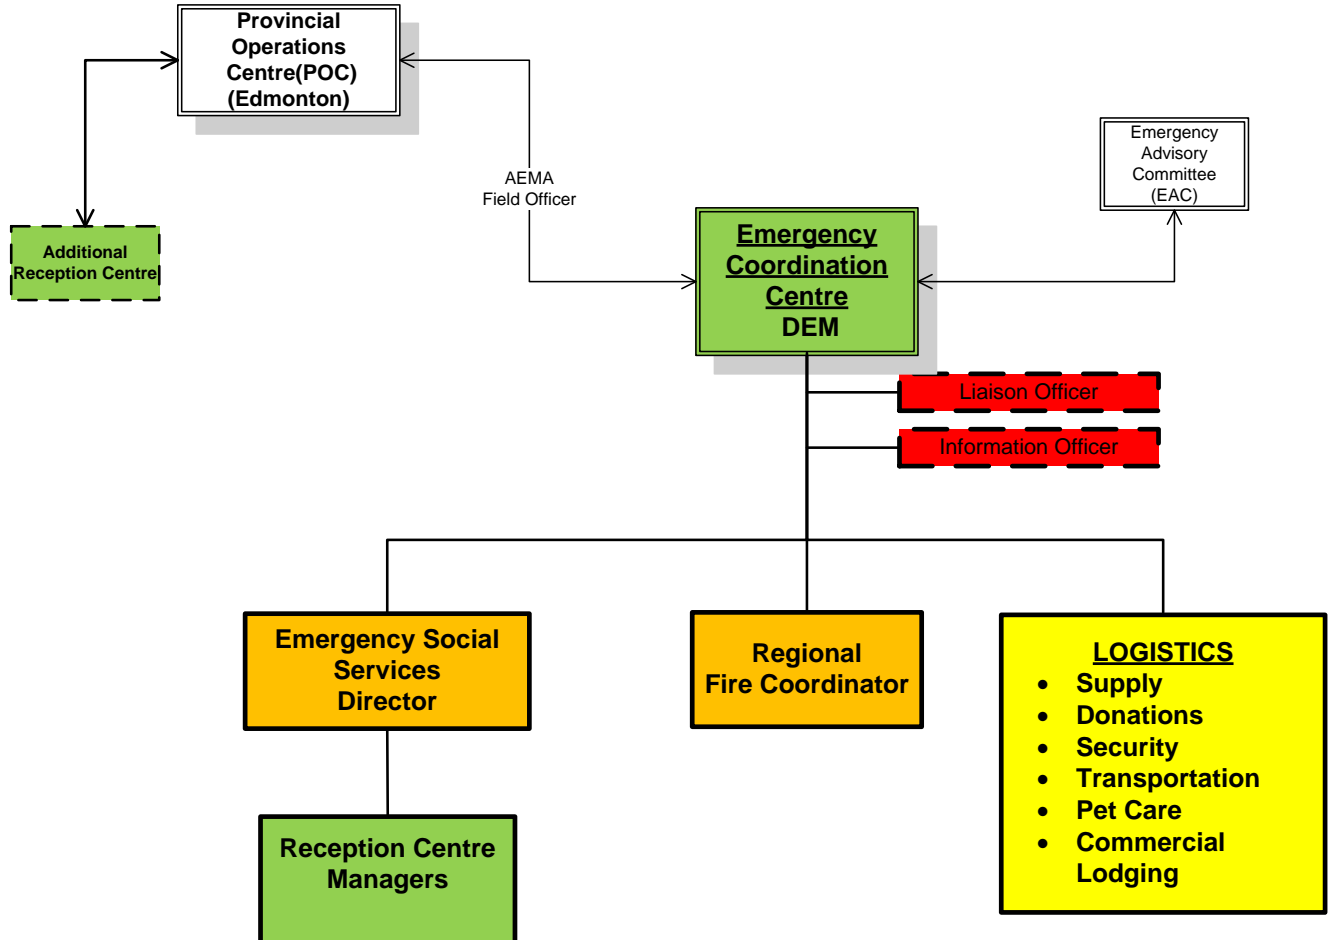 Provincial
Operations
Centre(POC)
(Edmonton)
Emergency
Advisory
Committee
(EAC)
AEMA
Field Officer
Additional
Reception Centre
Emergency
Coordination
Centre
DEM
Liaison Officer
Information Officer
Emergency Social
Services
Director
Regional
Fire Coordinator
LOGISTICS
• Supply
• Donations
• Security
• Transportation
• Pet Care
• Commercial
Lodging
Reception Centre
Managers